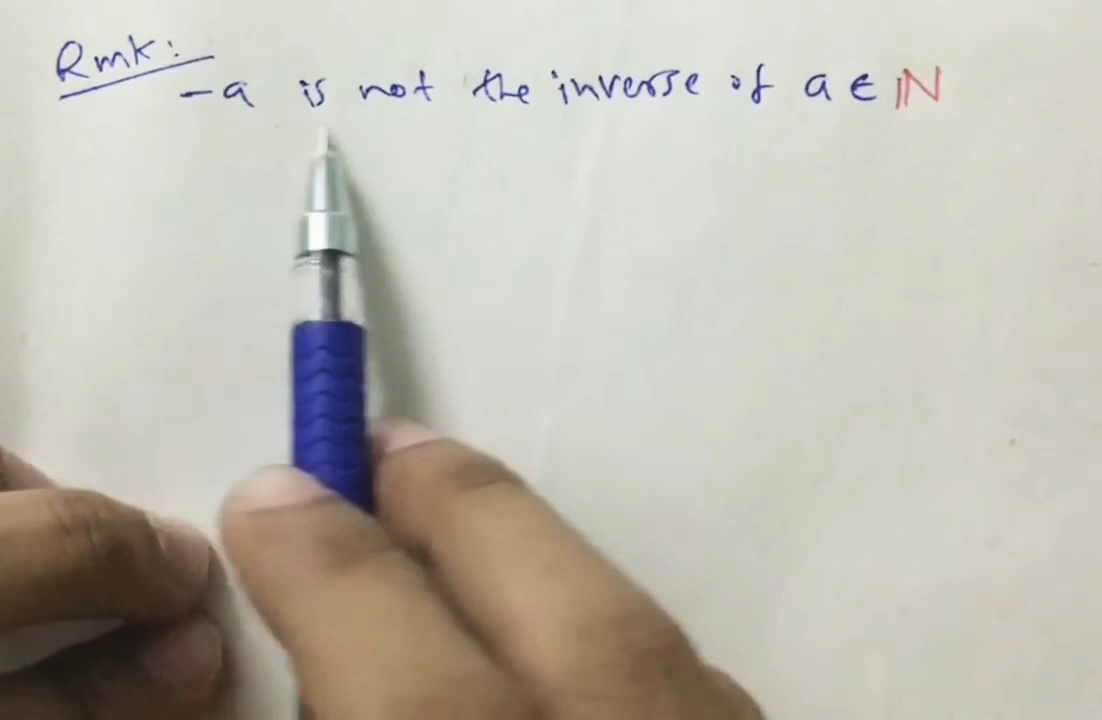 Rmk:
-a is not the inverse of a ∈ ℕ